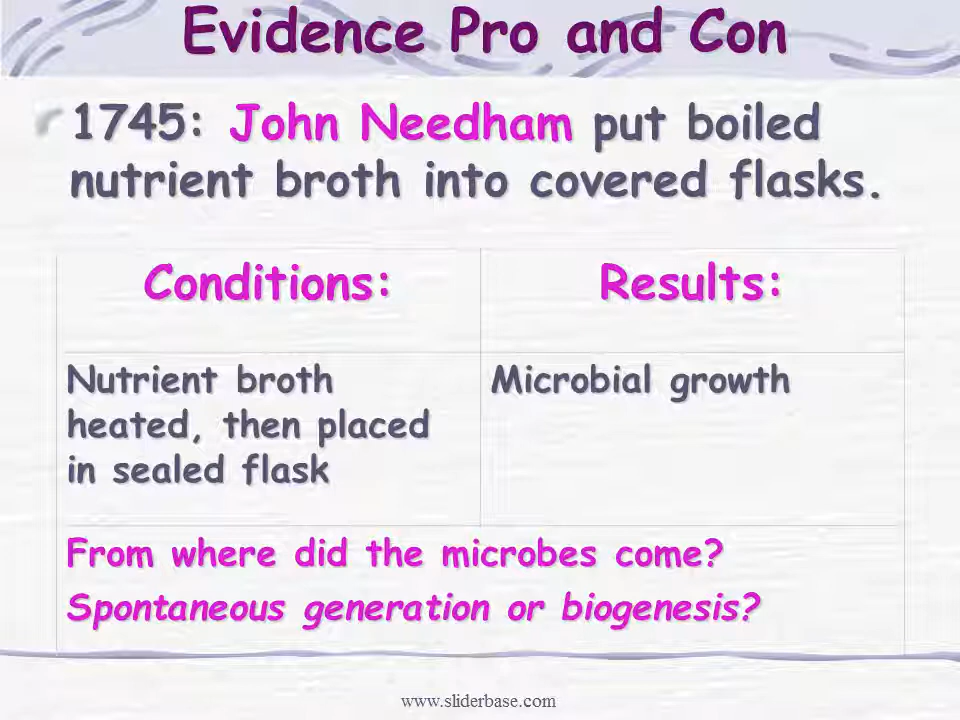 Evidence Pro and Con
1745: John Needham put boiled
nutrient broth into covered flasks.
Conditions:
Results:
Nutrient broth
heated, then placed
in sealed flask
Microbial growth
From where did the microbes come?
Spontaneous generation or biogenesis?
www.sliderbase.com